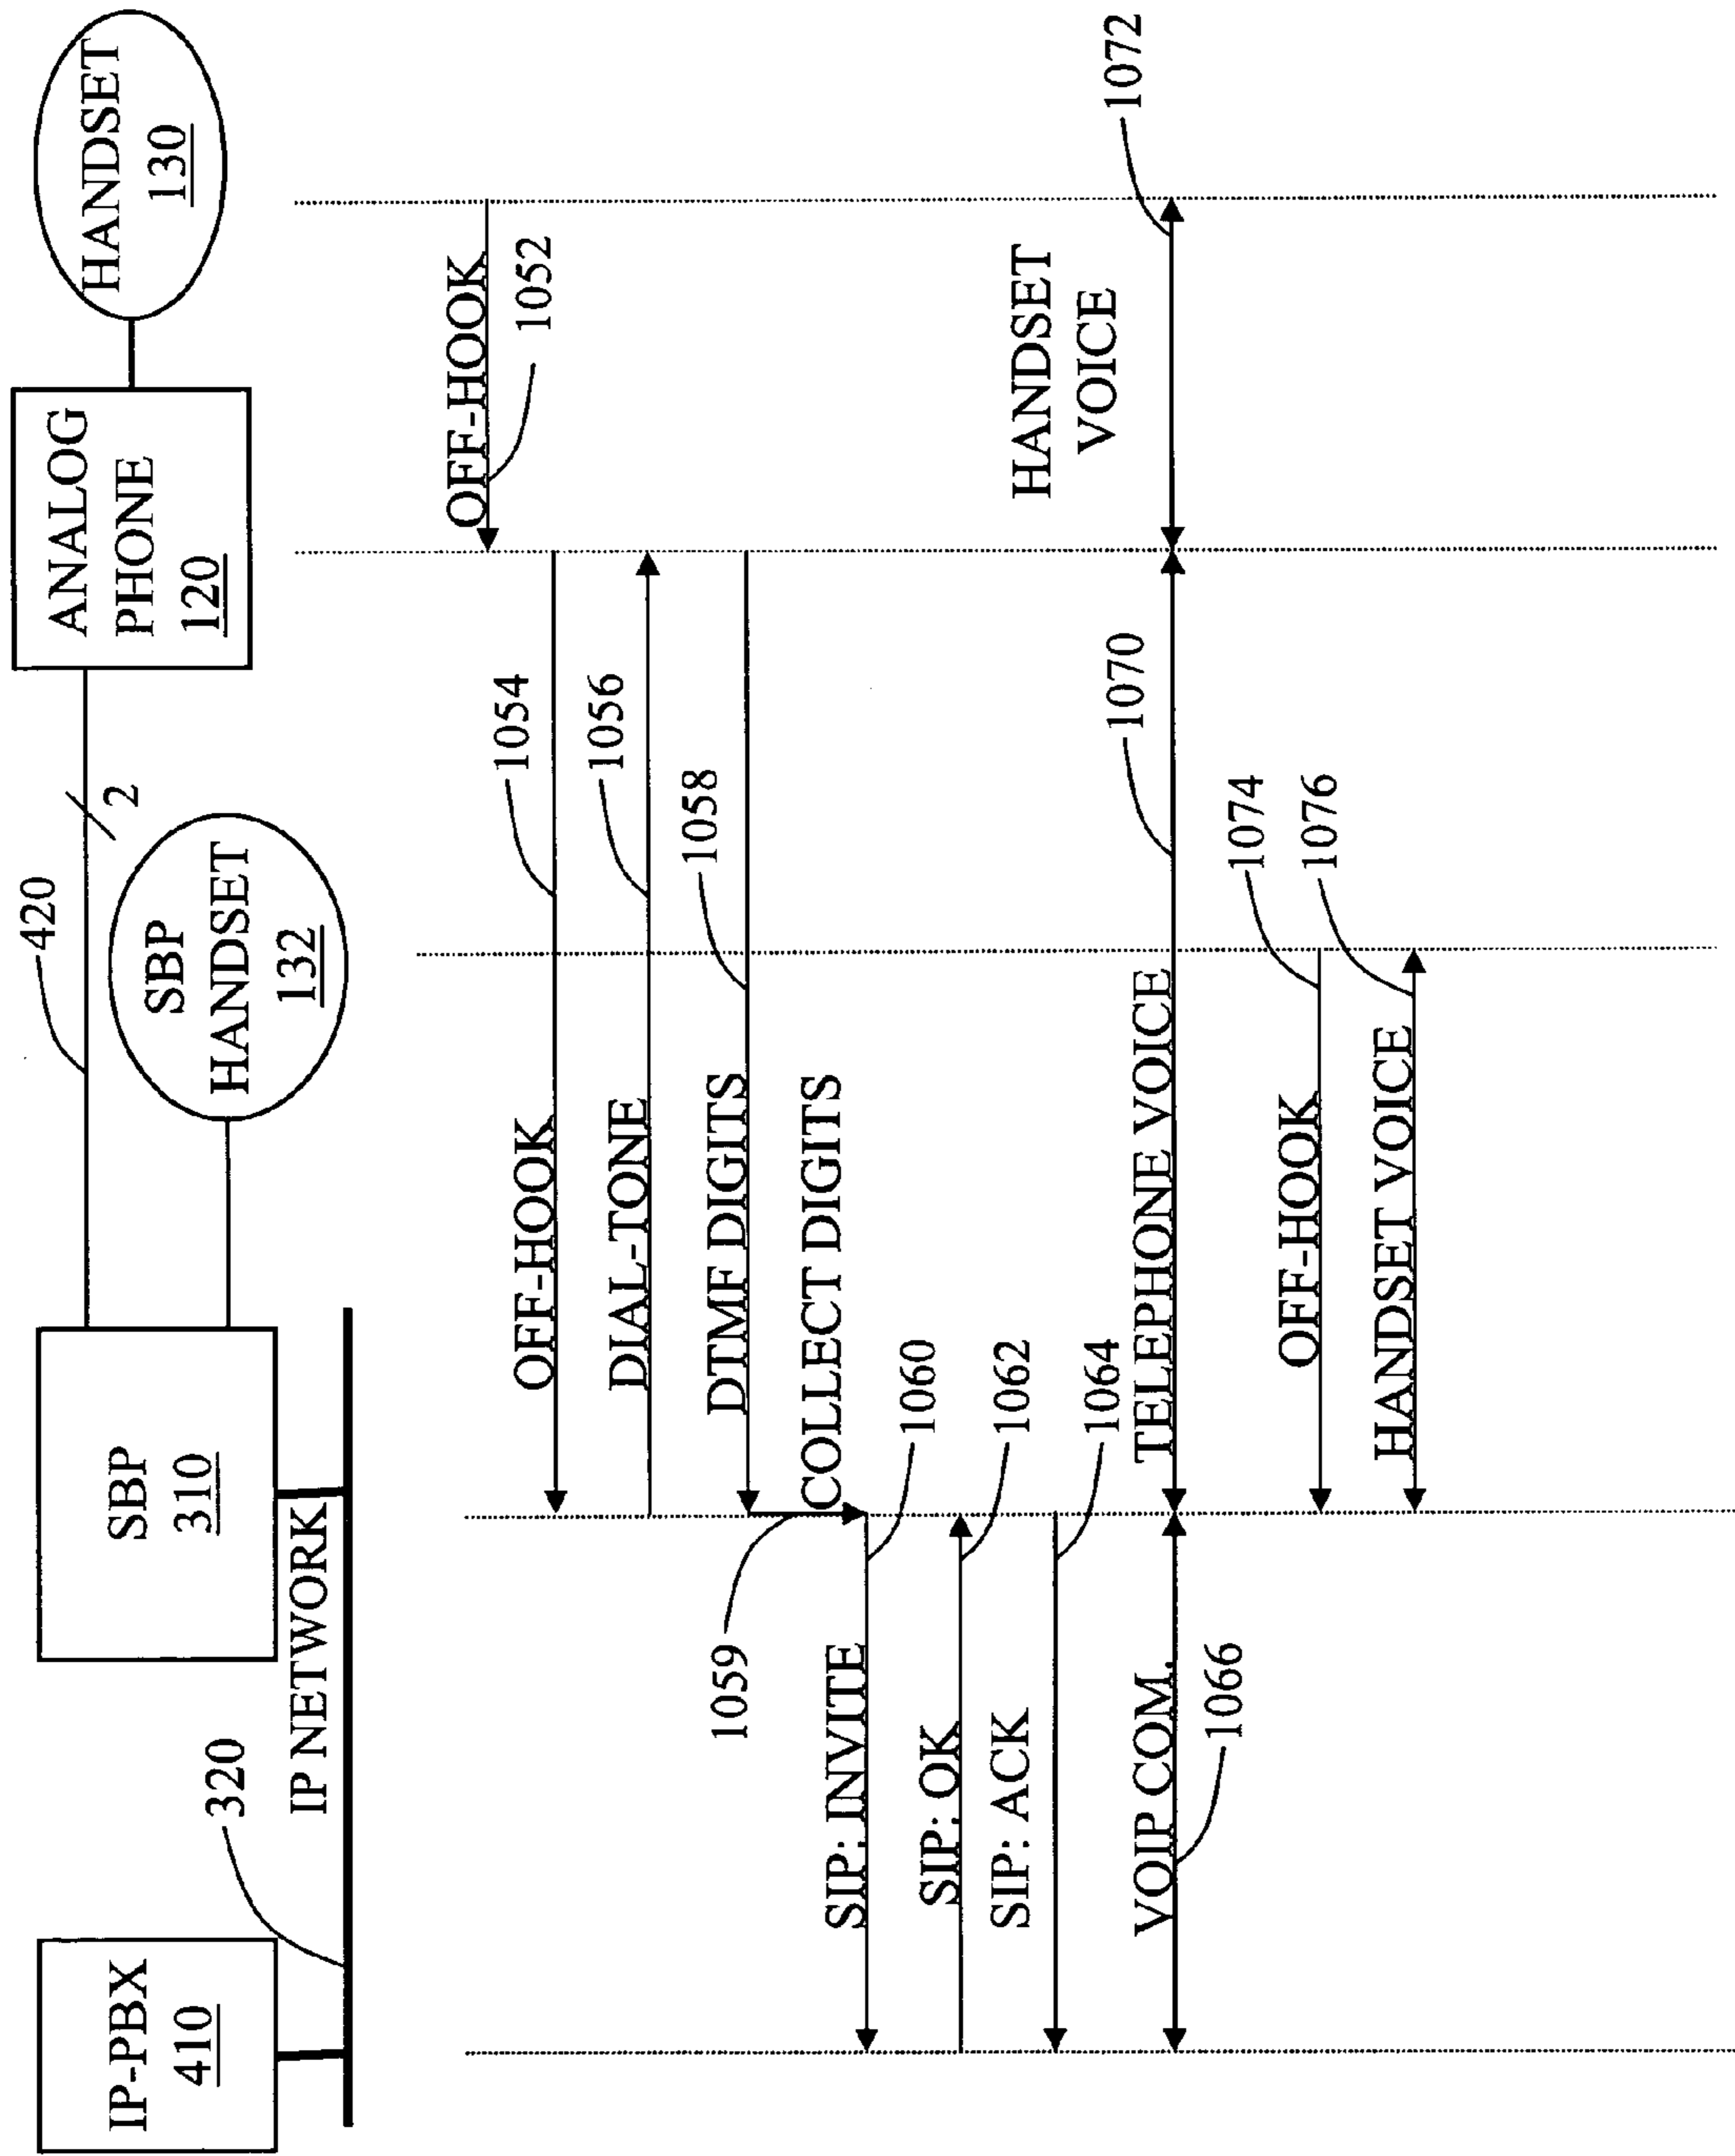 IP-PBX
410
SBP
310
420
2
ANALOG
PHONE
120
HANDSET
130
SBP
HANDSET
132
320
IP NETWORK
OFF-HOOK
1052
OFF-HOOK
1054
DIAL-TONE
1056
DTMF DIGITS
1058
COLLECT DIGITS
1059
SIP: INVITE
1060
SIP: OK
1062
SIP: ACK
1064
VOIP COM.
1066
TELEPHONE VOICE
1070
HANDSET
VOICE
1072
OFF-HOOK
1074
HANDSET VOICE
1076